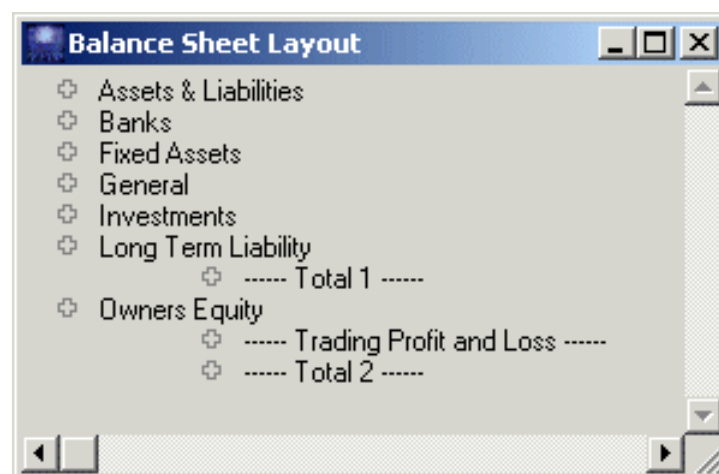 Balance Sheet Layout
Assets & Liabilities
Banks
Fixed Assets
General
Investments
Long Term Liability
------ Total 1 ------
Owners Equity
------ Trading Profit and Loss ------
------ Total 2 ------